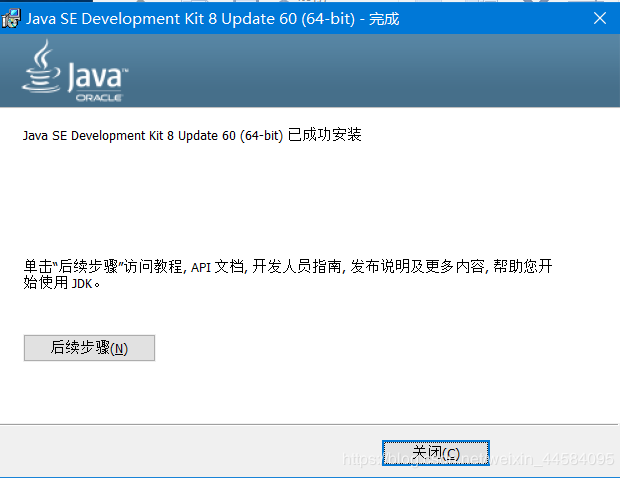 Java SE Development Kit 8 Update 60 (64-bit) - 完成
Java™
ORACLE
Java SE Development Kit 8 Update 60 (64-bit) 已成功安装
单击“后续步骤”访问教程, API 文档, 开发人员指南, 发布说明及更多内容, 帮助您开
始使用 JDK。
后续步骤(N)
关闭(C)
https://blog.csdn.net/weixin_44584095